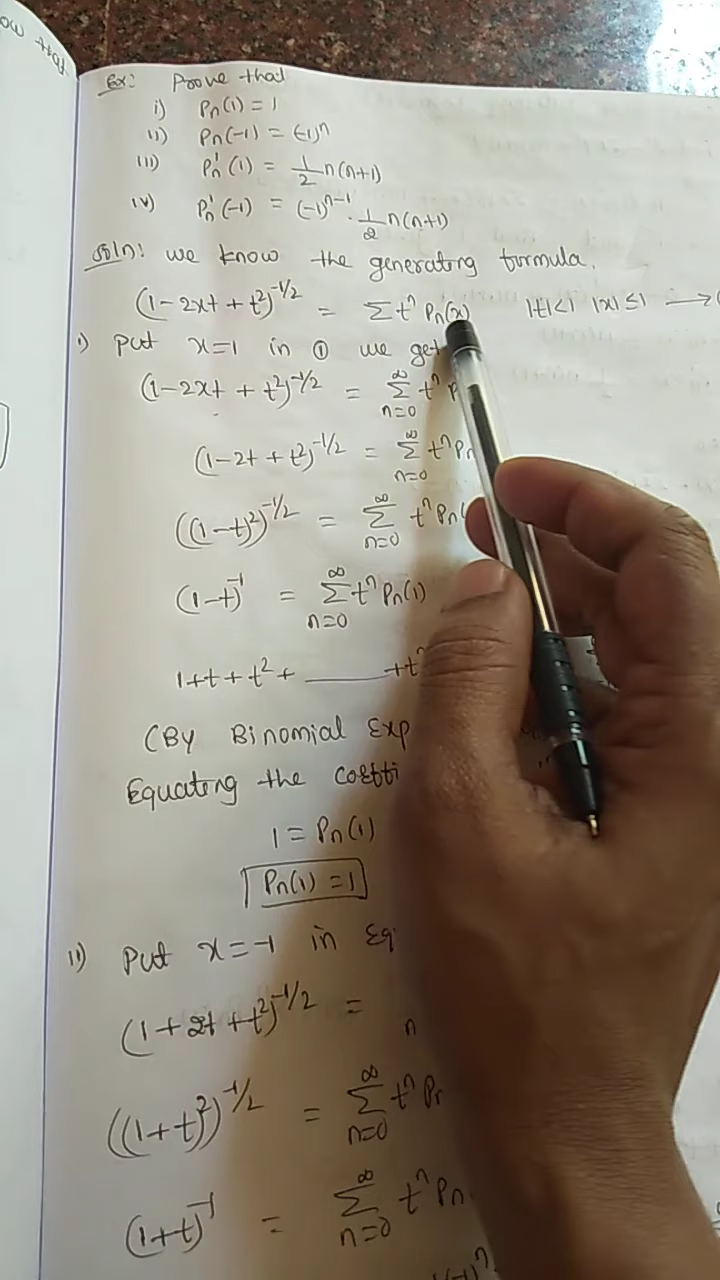 Ex: Prove that
i) Pn(1) = 1
ii) Pn(-1) = (-1)^n
iii) P'n(1) = 1/2 n(n+1)
iv) P'n(-1) = (-1)^{n-1} · 1/2 n(n+1)
Soln: we know the generating formula.
(1-2xt+t²)^{-1/2} = Σ t^n Pn(x) |t|<1 |x|≤1 →
i) Put x=1 in ① we get
(1-2xt+t²)^{-1/2} = Σ_{n=0}^{∞} t^n P
(1-2t+t²)^{-1/2} = Σ_{n=0}^{∞} t^n Pn
((1-t)²)^{-1/2} = Σ_{n=0}^{∞} t^n Pn(
(1-t)^{-1} = Σ_{n=0}^{∞} t^n Pn(1)
1+t+t²+ ______ +t^n
(By Binomial Exp
Equating the coeffi
1 = Pn(1)
Pn(1) = 1
ii) Put x=-1 in Eq
(1+2t+t²)^{-1/2} =
n
((1+t)²)^{-1/2} = Σ_{n=0}^{∞} t^n Pn
(1+t)^{-1} = Σ_{n=0}^{∞} t^n Pn